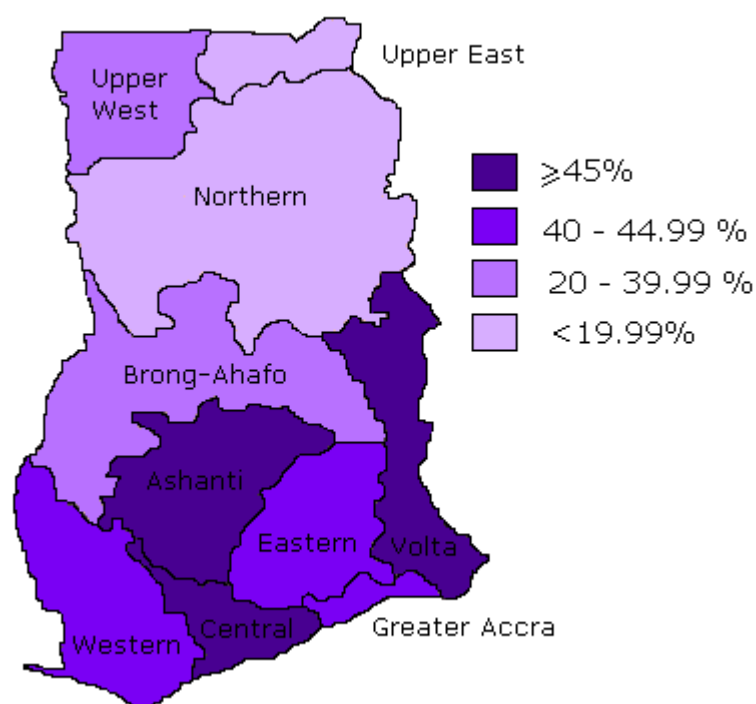 Upper East
Upper
West
Northern
Brong-Ahafo
Ashanti
Eastern
Volta
Central
Western
Greater Accra
⩾45%
40 - 44.99 %
20 - 39.99 %
<19.99%